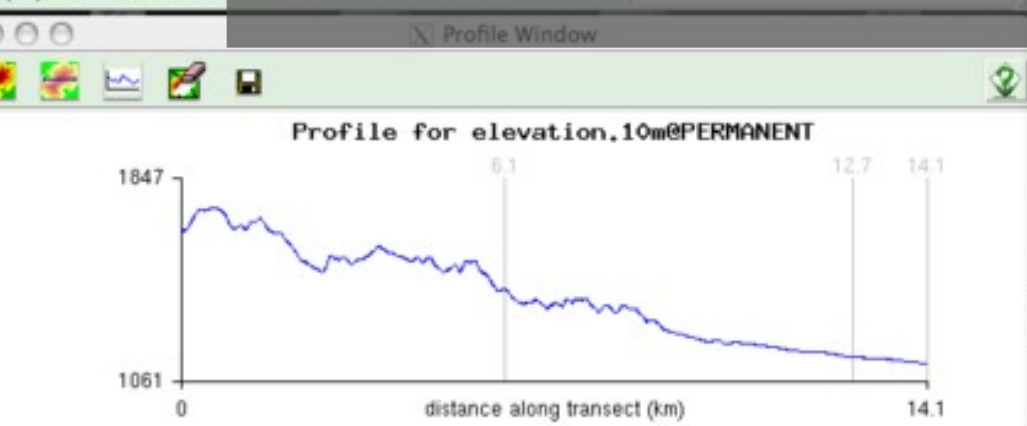 Profile Window
Profile for elevation.10m@PERMANENT
6.1 12.7 14.1
1847
1061
0 distance along transect (km) 14.1